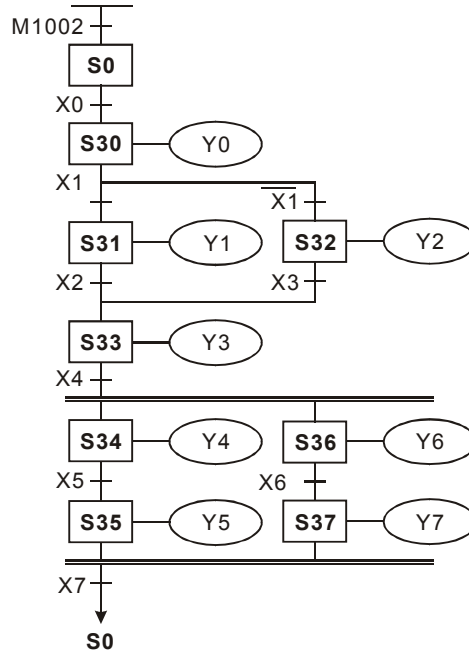 M1002
S0
X0
S30 Y0
X1 X̅1̅
S31 Y1 S32 Y2
X2 X3
S33 Y3
X4
S34 Y4 S36 Y6
X5 X6
S35 Y5 S37 Y7
X7
S0